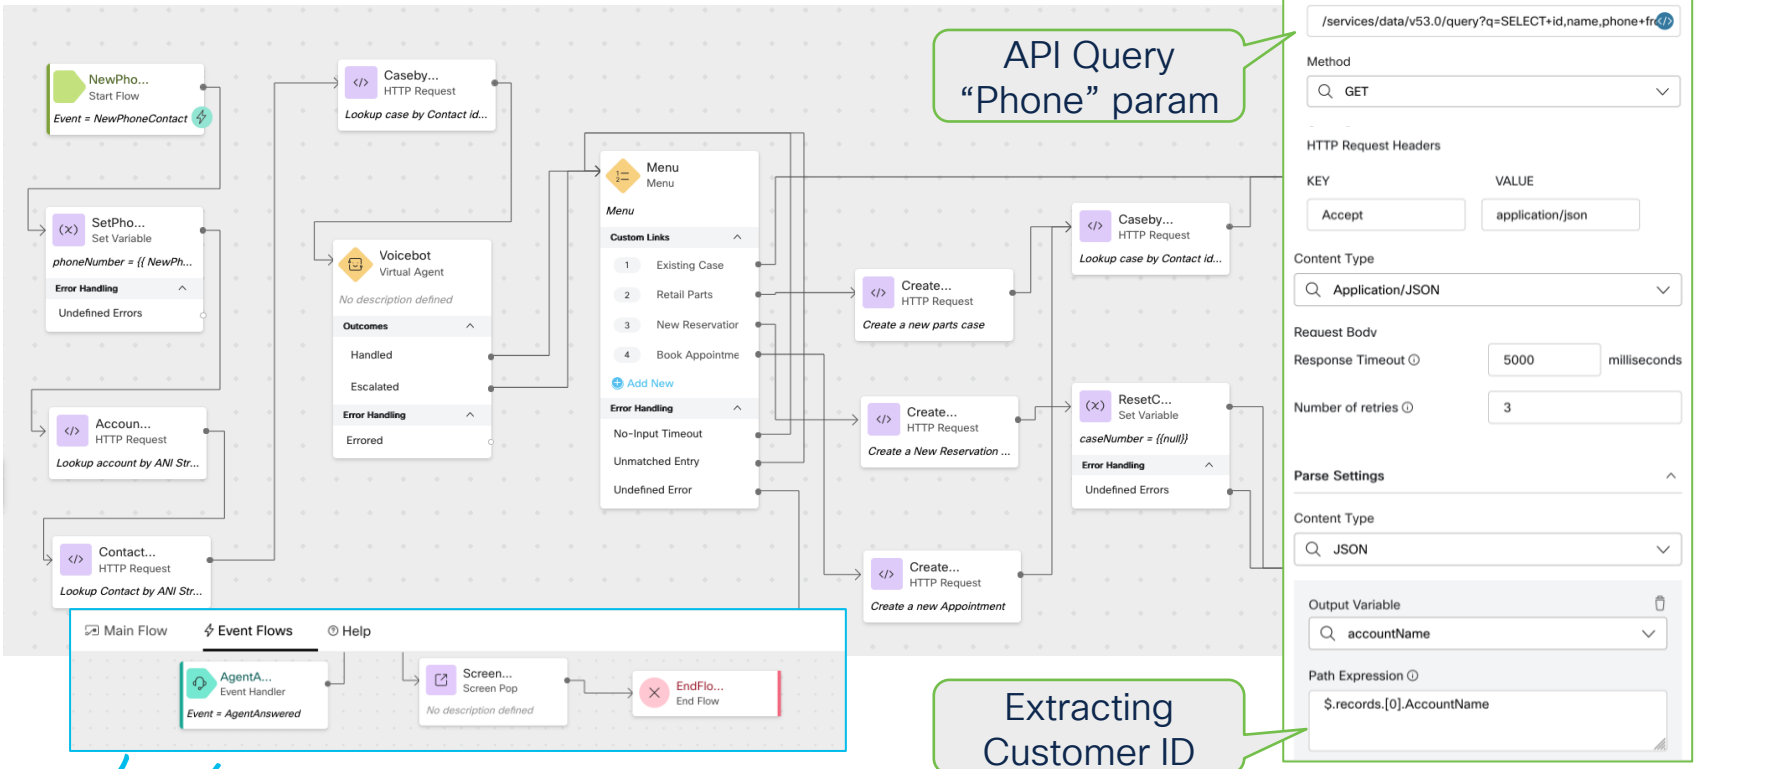 NewPho...
Start Flow
Event = NewPhoneContact
SetPho...
Set Variable
phoneNumber = {{ NewPh...
Error Handling
Undefined Errors
Accoun...
HTTP Request
Lookup account by ANI Str...
Contact...
HTTP Request
Lookup Contact by ANI Str...
Caseby...
HTTP Request
Lookup case by Contact id...
Voicebot
Virtual Agent
No description defined
Outcomes
Handled
Escalated
Error Handling
Errored
Menu
Menu
Menu
Custom Links
1 Existing Case
2 Retail Parts
3 New Reservation
4 Book Appointme
Add New
Error Handling
No-Input Timeout
Unmatched Entry
Undefined Error
Create...
HTTP Request
Create a new parts case
Create...
HTTP Request
Create a New Reservation ...
Create...
HTTP Request
Create a new Appointment
Caseby...
HTTP Request
Lookup case by Contact id...
ResetC...
Set Variable
caseNumber = {{null}}
Error Handling
Undefined Errors
Main Flow Event Flows Help
AgentA...
Event Handler
Event = AgentAnswered
Screen...
Screen Pop
No description defined
EndFlo...
End Flow
API Query
“Phone” param
Extracting
Customer ID
/services/data/v53.0/query?q=SELECT+id,name,phone+fr
Method
GET
HTTP Request Headers
KEY VALUE
Accept application/json
Content Type
Application/JSON
Request Body
Response Timeout 5000 milliseconds
Number of retries 3
Parse Settings
Content Type
JSON
Output Variable
accountName
Path Expression
$.records.[0].AccountName